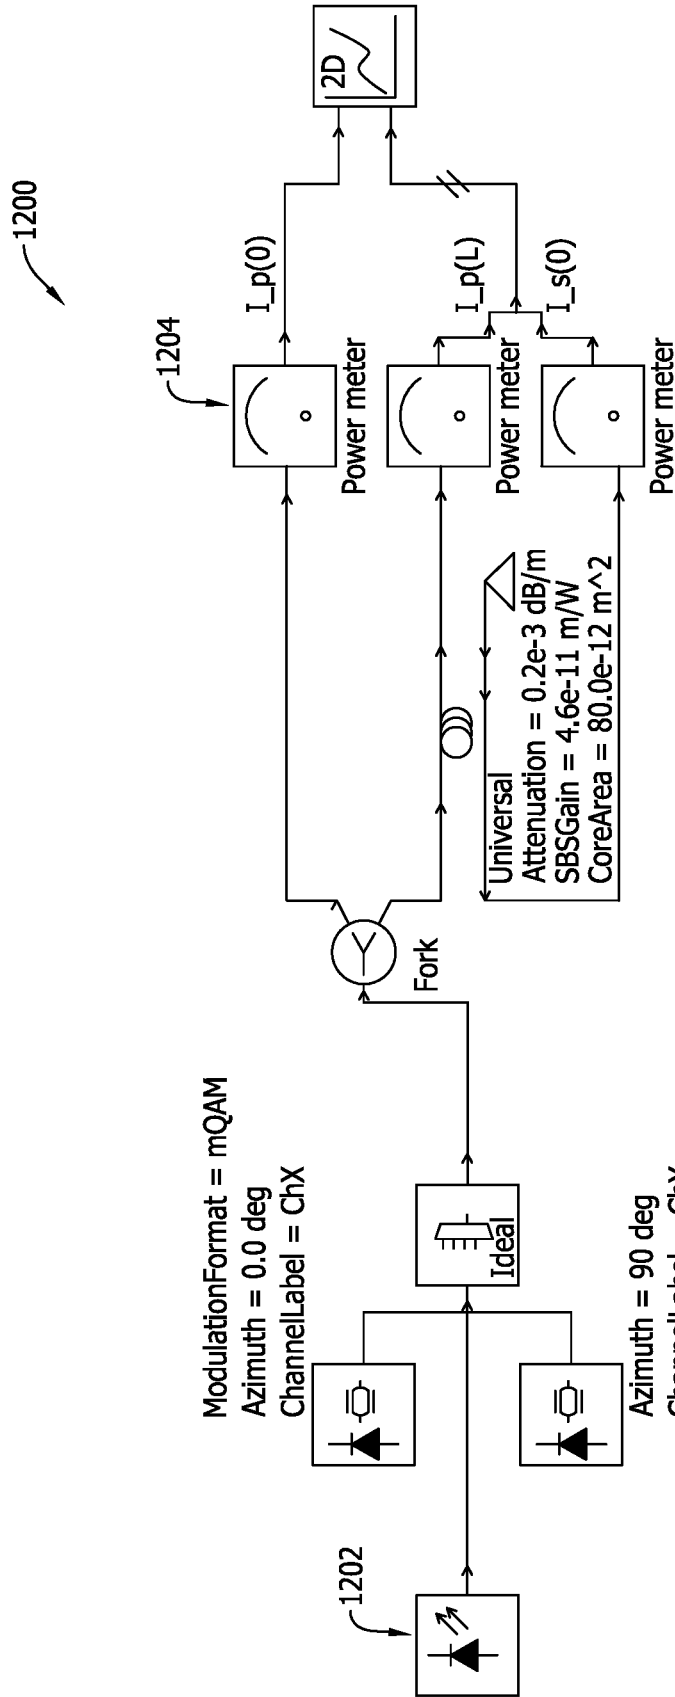 1200
1204
I_p(0)
2D
ModulationFormat = mQAM
Azimuth = 0.0 deg
ChannelLabel = ChX
Power meter
1202
Fork
I_p(L)
Ideal
Power meter
Universal
Attenuation = 0.2e-3 dB/m
SBSGain = 4.6e-11 m/W
CoreArea = 80.0e-12 m^2
I_s(0)
Power meter
Azimuth = 90 deg
ChannelLabel